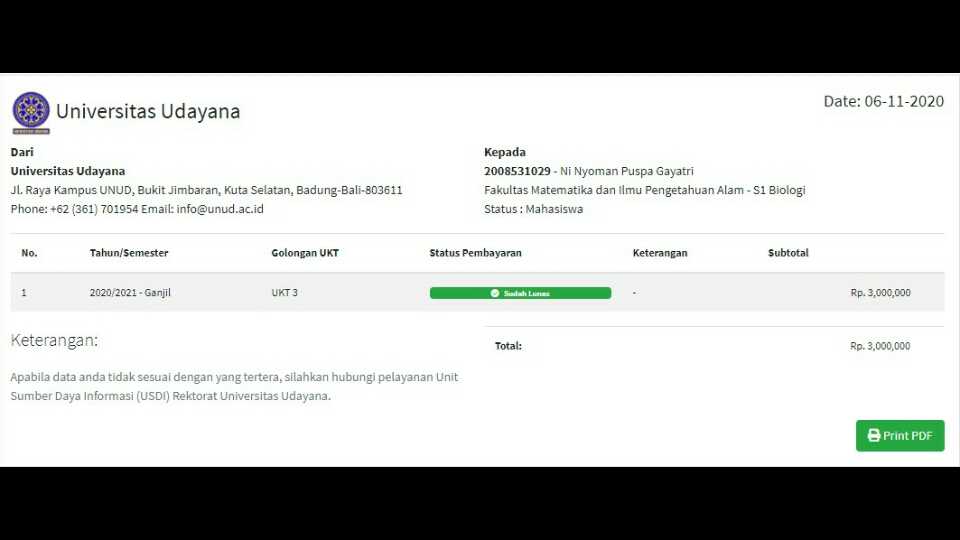 Universitas Udayana
Date: 06-11-2020
Dari
Universitas Udayana
Jl. Raya Kampus UNUD, Bukit Jimbaran, Kuta Selatan, Badung-Bali-803611
Phone: +62 (361) 701954 Email: info@unud.ac.id
Kepada
2008531029 - Ni Nyoman Puspa Gayatri
Fakultas Matematika dan Ilmu Pengetahuan Alam - S1 Biologi
Status : Mahasiswa
No. Tahun/Semester Golongan UKT Status Pembayaran Keterangan Subtotal
1 2020/2021 - Ganjil UKT 3 Sudah Lunas - Rp. 3,000,000
Keterangan:
Apabila data anda tidak sesuai dengan yang tertera, silahkan hubungi pelayanan Unit
Sumber Daya Informasi (USDI) Rektorat Universitas Udayana.
Total: Rp. 3,000,000
Print PDF